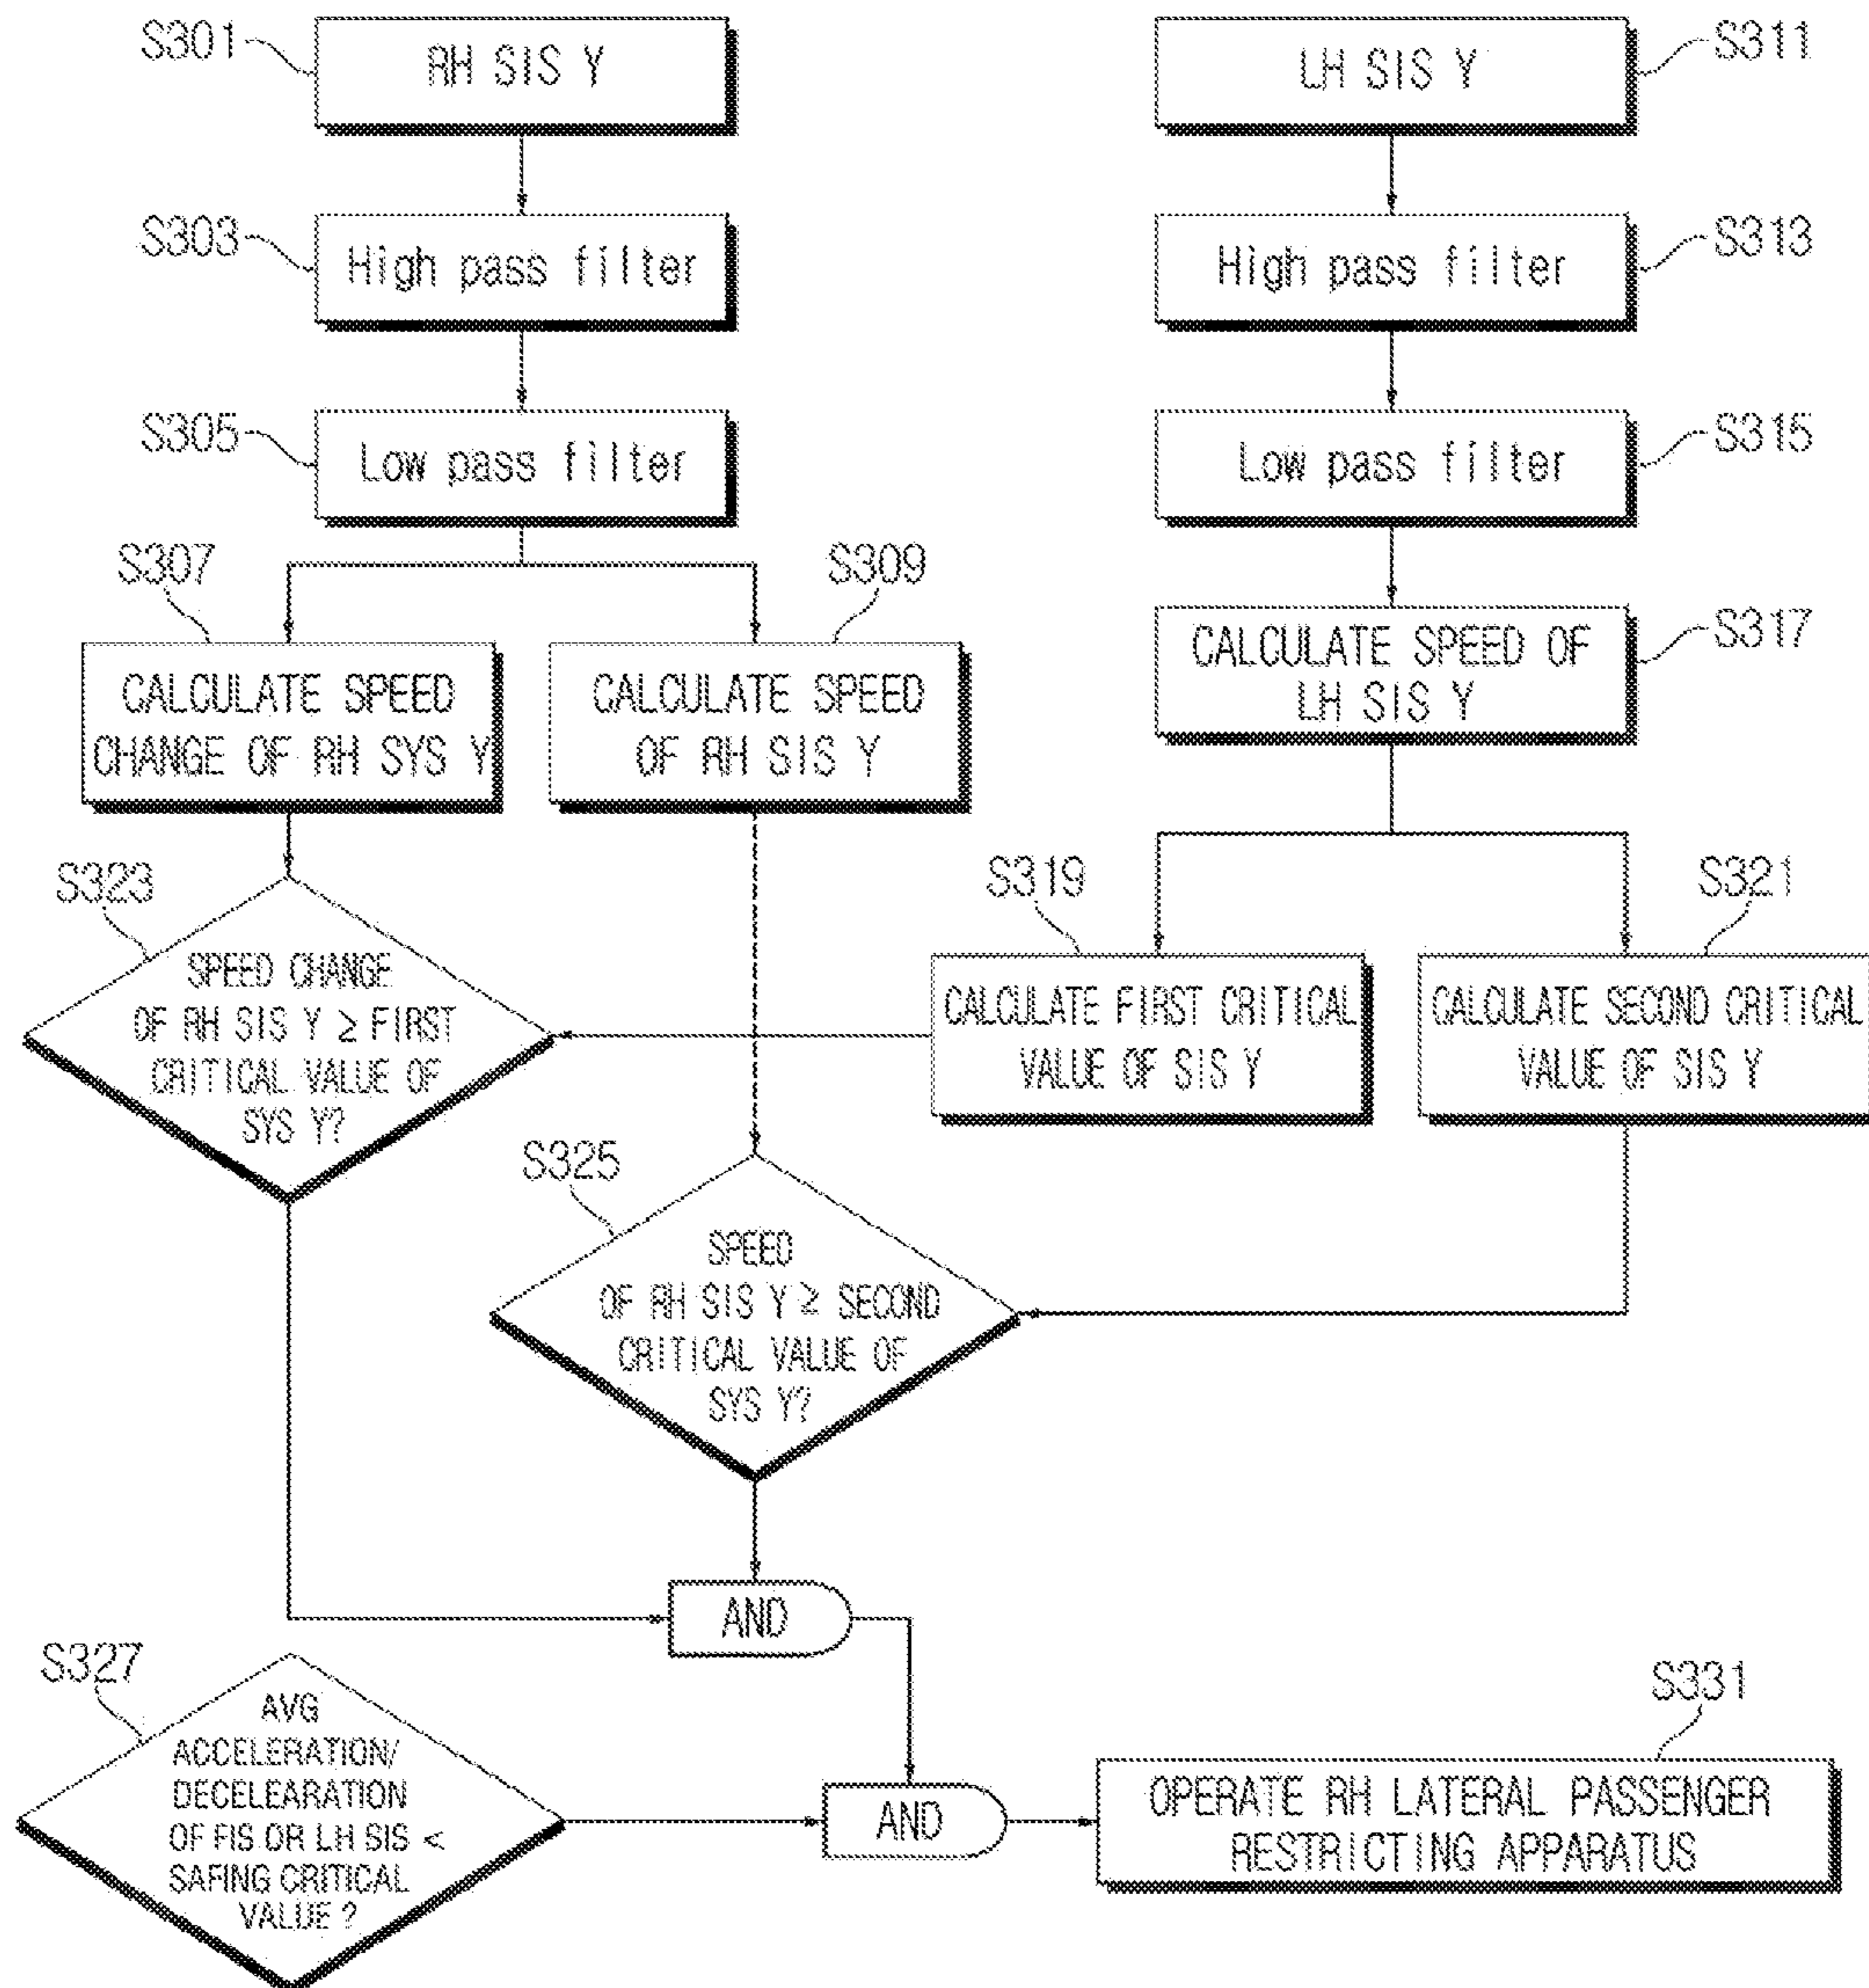 S301
RH SIS Y
LH SIS Y
S311
S303
High pass filter
High pass filter
S313
S305
Low pass filter
Low pass filter
S315
S307
S309
CALCULATE SPEED
CHANGE OF RH SYS Y
CALCULATE SPEED
OF RH SIS Y
CALCULATE SPEED OF
LH SIS Y
S317
S323
SPEED CHANGE
OF RH SIS Y ≥ FIRST
CRITICAL VALUE OF
SYS Y?
S319
CALCULATE FIRST CRITICAL
VALUE OF SIS Y
S321
CALCULATE SECOND CRITICAL
VALUE OF SIS Y
S325
SPEED
OF RH SIS Y ≥ SECOND
CRITICAL VALUE OF
SYS Y?
AND
S327
AVG
ACCELERATION/
DECELEARATION
OF FIS OR LH SIS <
SAFING CRITICAL
VALUE ?
AND
S331
OPERATE RH LATERAL PASSENGER
RESTRICTING APPARATUS